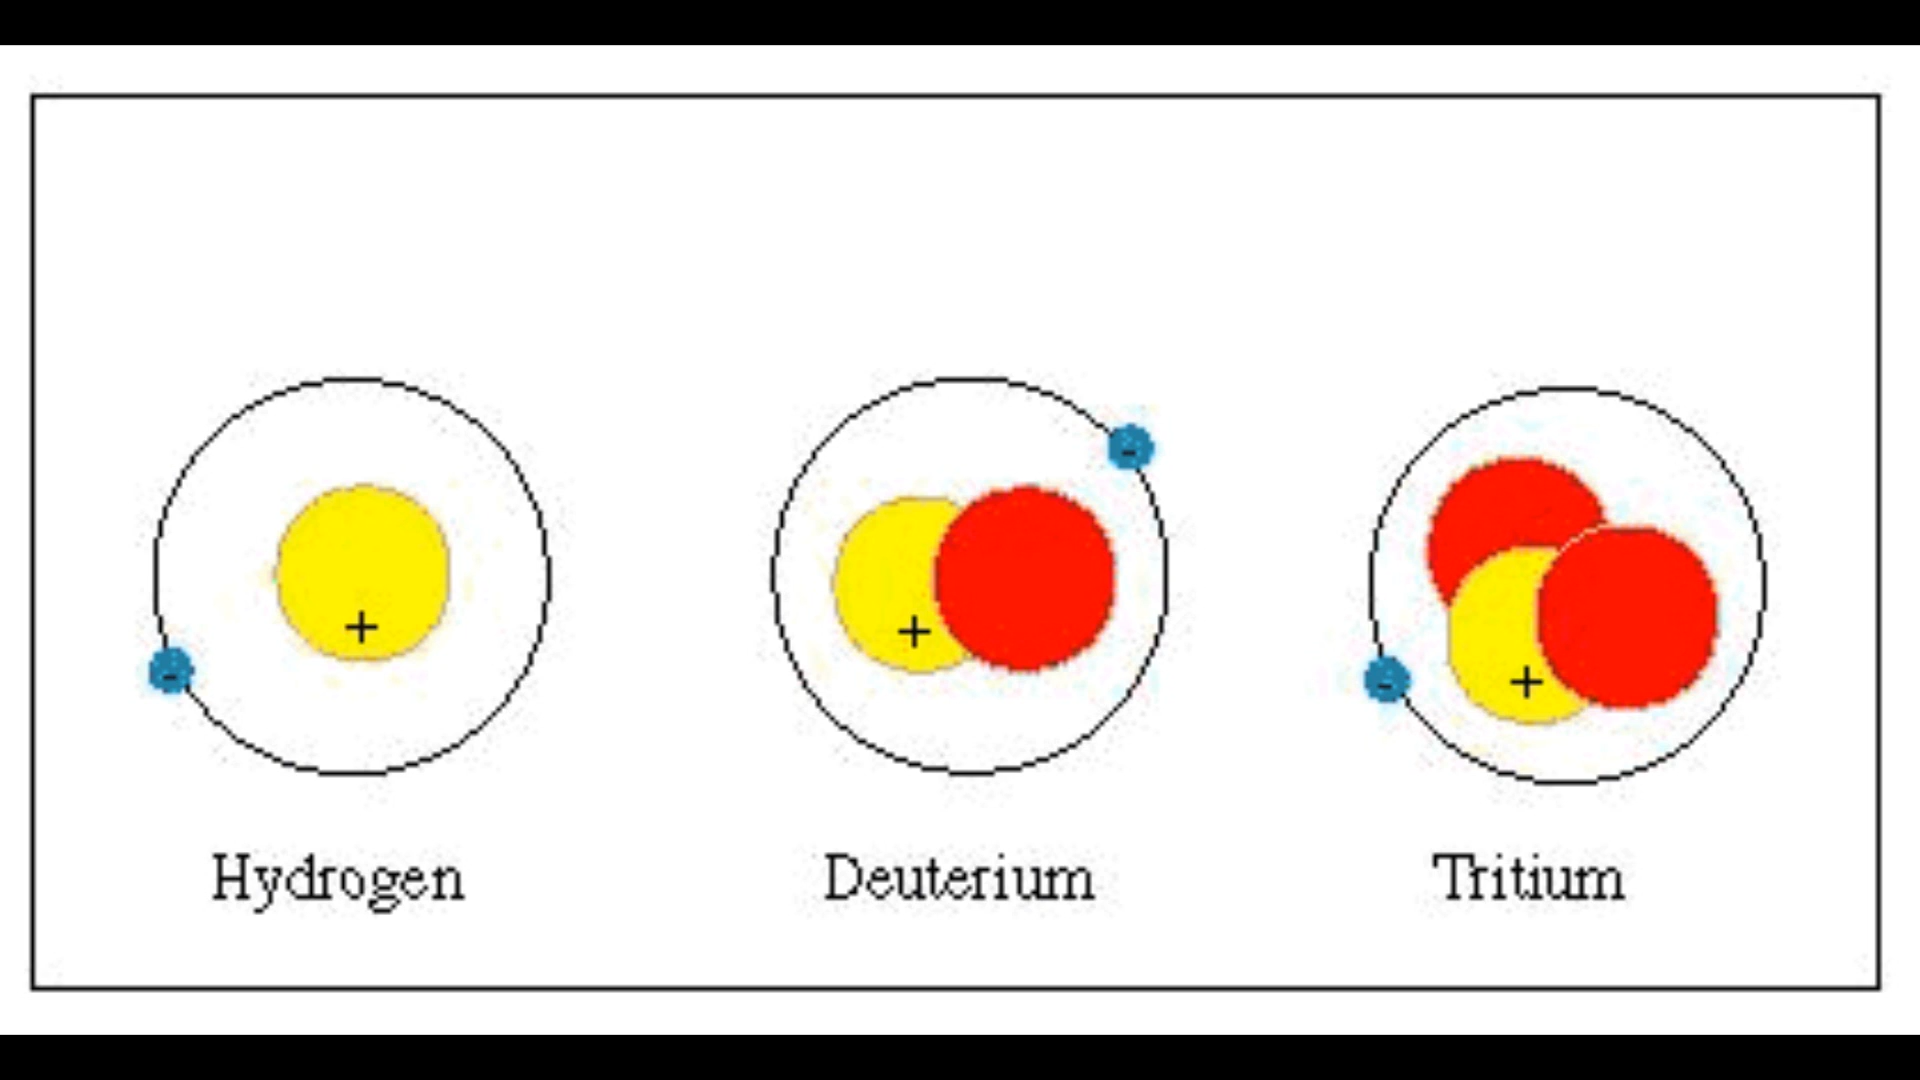 + - + - + -
Hydrogen Deuterium Tritium